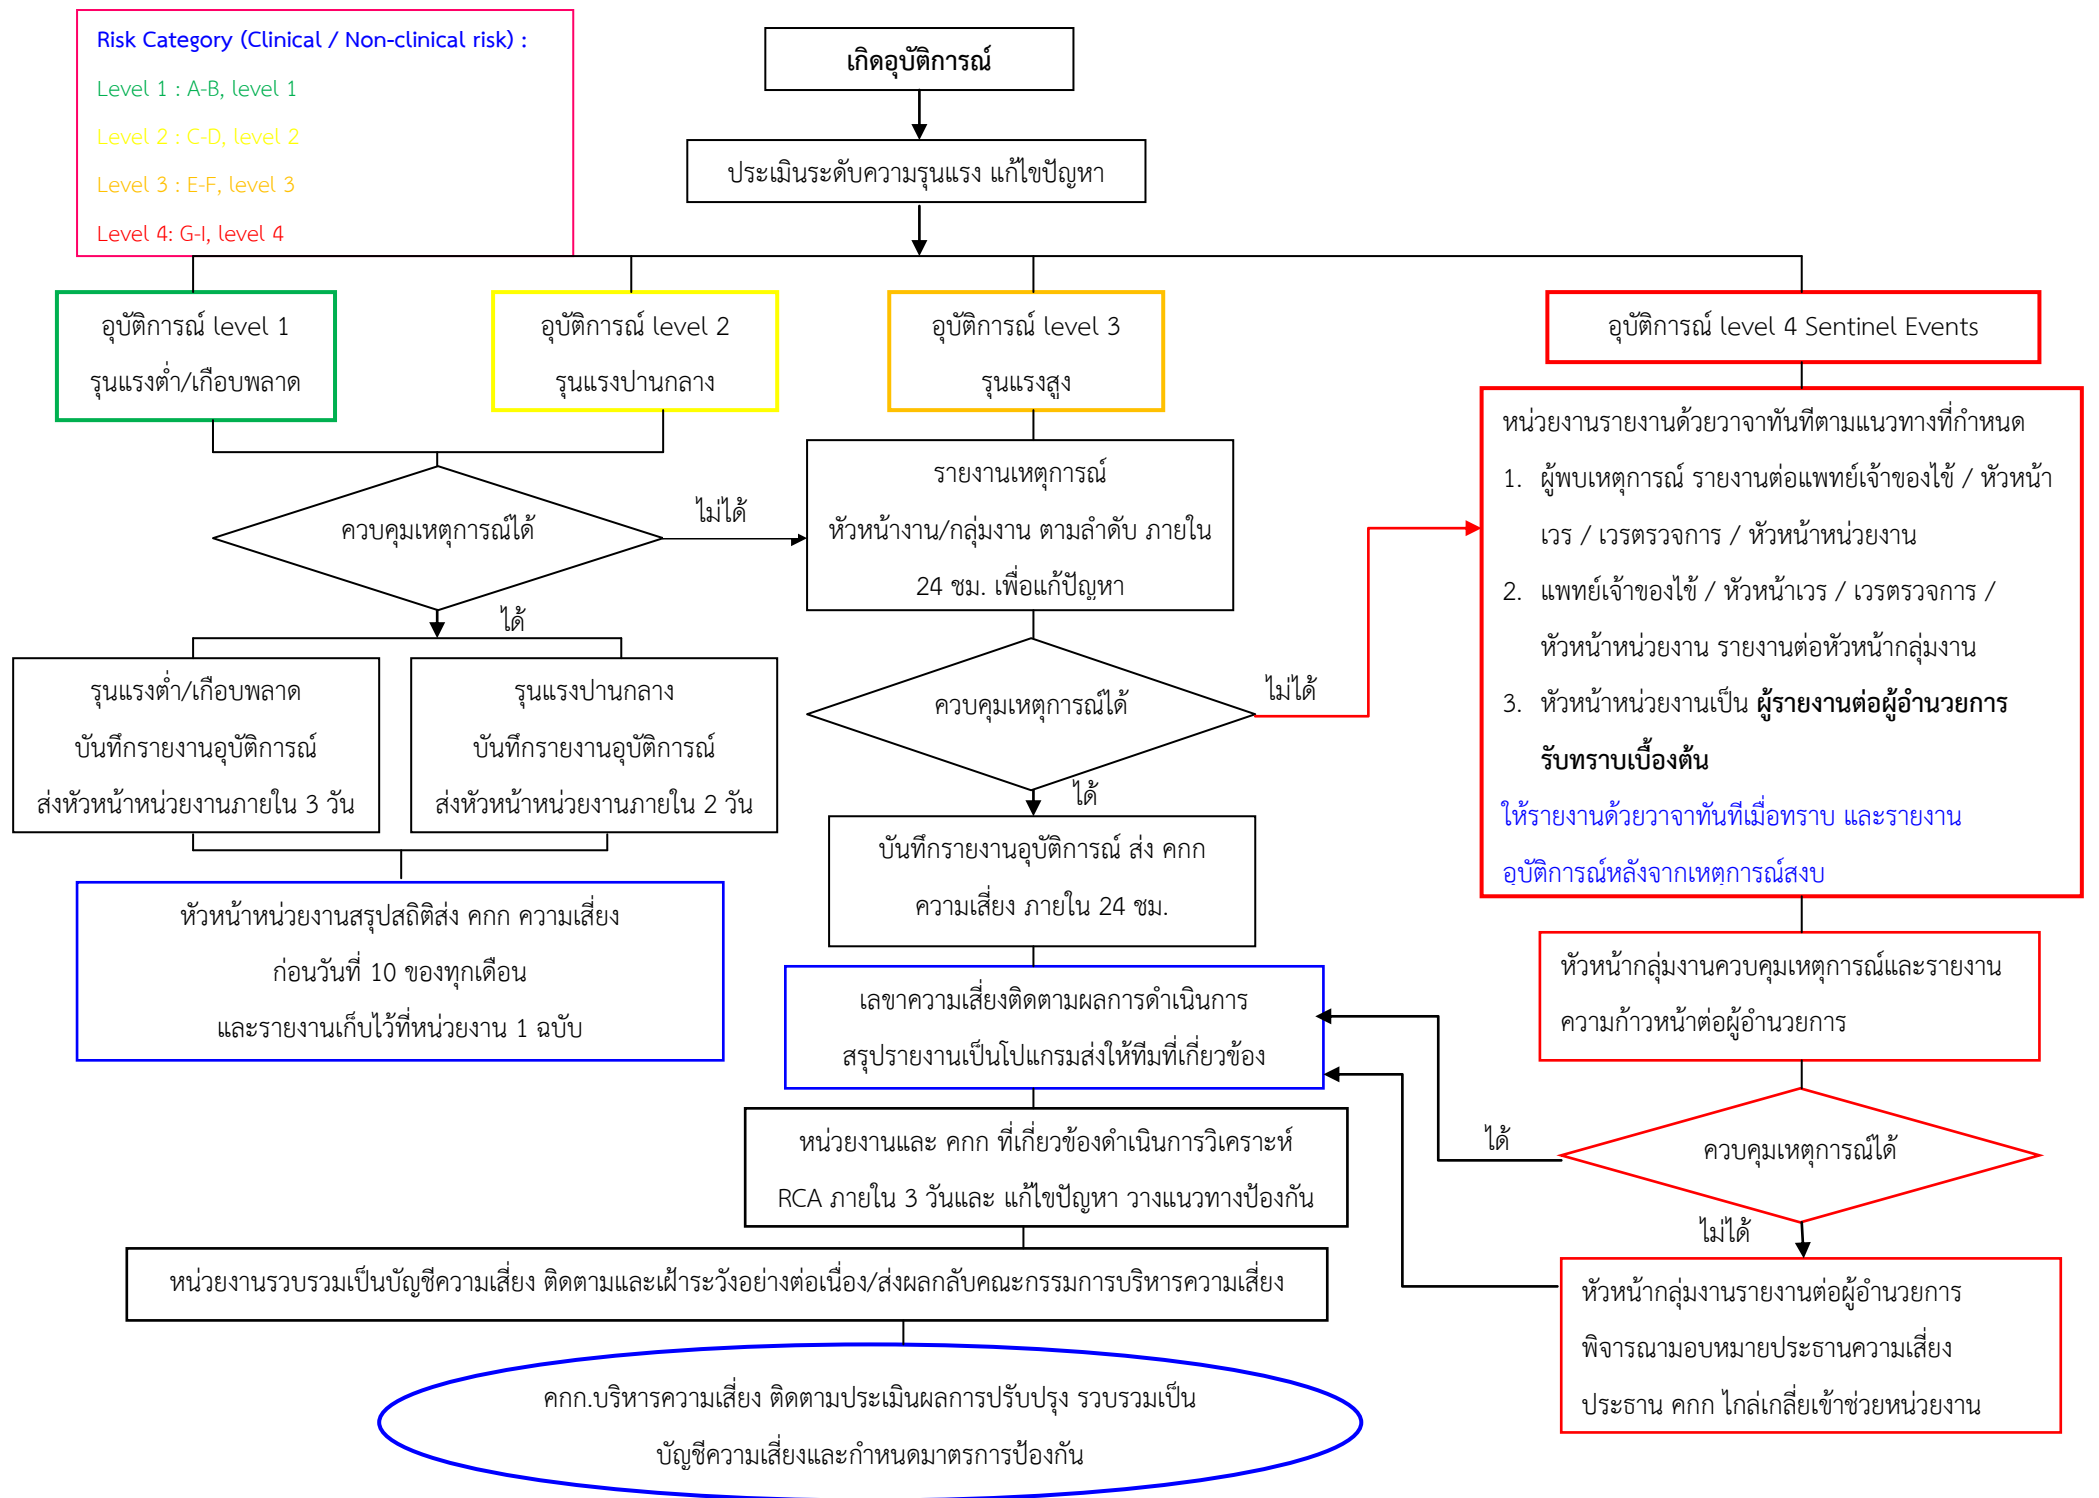 Risk Category (Clinical / Non-clinical risk) :
Level 1 : A-B, level 1
Level 2 : C-D, level 2
Level 3 : E-F, level 3
Level 4: G-I, level 4
เกิดอุบัติการณ์
ประเมินระดับความรุนแรง แก้ไขปัญหา
อุบัติการณ์ level 1
รุนแรงต่ำ/เกือบพลาด
อุบัติการณ์ level 2
รุนแรงปานกลาง
อุบัติการณ์ level 3
รุนแรงสูง
อุบัติการณ์ level 4 Sentinel Events
ควบคุมเหตุการณ์ได้
ไม่ได้
ได้
รายงานเหตุการณ์
หัวหน้างาน/กลุ่มงาน ตามลำดับ ภายใน
24 ชม. เพื่อแก้ปัญหา
หน่วยงานรายงานด้วยวาจาทันทีตามแนวทางที่กำหนด
1. ผู้พบเหตุการณ์ รายงานต่อแพทย์เจ้าของไข้ / หัวหน้า
เวร / เวรตรวจการ / หัวหน้าหน่วยงาน
2. แพทย์เจ้าของไข้ / หัวหน้าเวร / เวรตรวจการ /
หัวหน้าหน่วยงาน รายงานต่อหัวหน้ากลุ่มงาน
3. หัวหน้าหน่วยงานเป็น ผู้รายงานต่อผู้อำนวยการ
รับทราบเบื้องต้น
ให้รายงานด้วยวาจาทันทีเมื่อทราบ และรายงาน
อุบัติการณ์หลังจากเหตุการณ์สงบ
รุนแรงต่ำ/เกือบพลาด
บันทึกรายงานอุบัติการณ์
ส่งหัวหน้าหน่วยงานภายใน 3 วัน
รุนแรงปานกลาง
บันทึกรายงานอุบัติการณ์
ส่งหัวหน้าหน่วยงานภายใน 2 วัน
ควบคุมเหตุการณ์ได้
ไม่ได้
ได้
หัวหน้าหน่วยงานสรุปสถิติส่ง คกก ความเสี่ยง
ก่อนวันที่ 10 ของทุกเดือน
และรายงานเก็บไว้ที่หน่วยงาน 1 ฉบับ
บันทึกรายงานอุบัติการณ์ ส่ง คกก
ความเสี่ยง ภายใน 24 ชม.
เลขาความเสี่ยงติดตามผลการดำเนินการ
สรุปรายงานเป็นโปแกรมส่งให้ทีมที่เกี่ยวข้อง
หัวหน้ากลุ่มงานควบคุมเหตุการณ์และรายงาน
ความก้าวหน้าต่อผู้อำนวยการ
หน่วยงานและ คกก ที่เกี่ยวข้องดำเนินการวิเคราะห์
RCA ภายใน 3 วันและ แก้ไขปัญหา วางแนวทางป้องกัน
ได้
ควบคุมเหตุการณ์ได้
ไม่ได้
หน่วยงานรวบรวมเป็นบัญชีความเสี่ยง ติดตามและเฝ้าระวังอย่างต่อเนื่อง/ส่งผลกลับคณะกรรมการบริหารความเสี่ยง
หัวหน้ากลุ่มงานรายงานต่อผู้อำนวยการ
พิจารณามอบหมายประธานความเสี่ยง
ประธาน คกก ไกล่เกลี่ยเข้าช่วยหน่วยงาน
คกก.บริหารความเสี่ยง ติดตามประเมินผลการปรับปรุง รวบรวมเป็น
บัญชีความเสี่ยงและกำหนดมาตรการป้องกัน